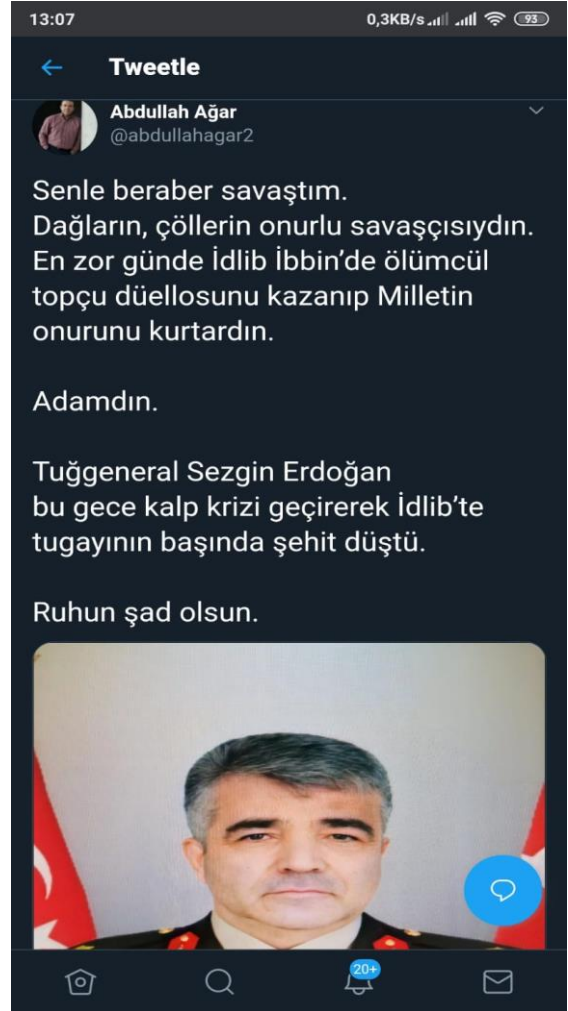 13:07 0,3KB/s 93
Tweetle
Abdullah Ağar
@abdullahagar2
Senle beraber savaştım.
Dağların, çöllerin onurlu savaşçısıydın.
En zor günde İdlib İbbin’de ölümcül
topçu düellosunu kazanıp Milletin
onurunu kurtardın.
Adamdın.
Tuğgeneral Sezgin Erdoğan
bu gece kalp krizi geçirerek İdlib’te
tugayının başında şehit düştü.
Ruhun şad olsun.
20+